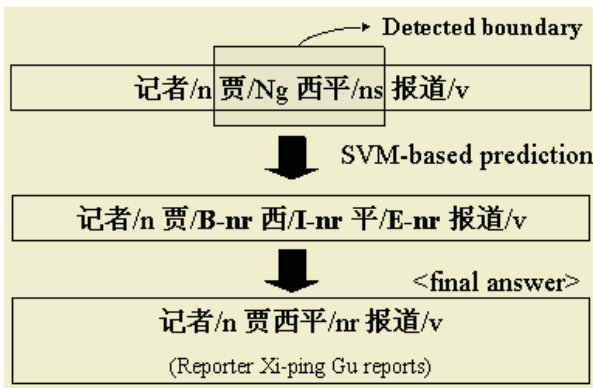 Detected boundary
记者/n 贾/Ng 西平/ns 报道/v
SVM-based prediction
记者/n 贾/B-nr 西/I-nr 平/E-nr 报道/v
<final answer>
记者/n 贾西平/nr 报道/v
(Reporter Xi-ping Gu reports)